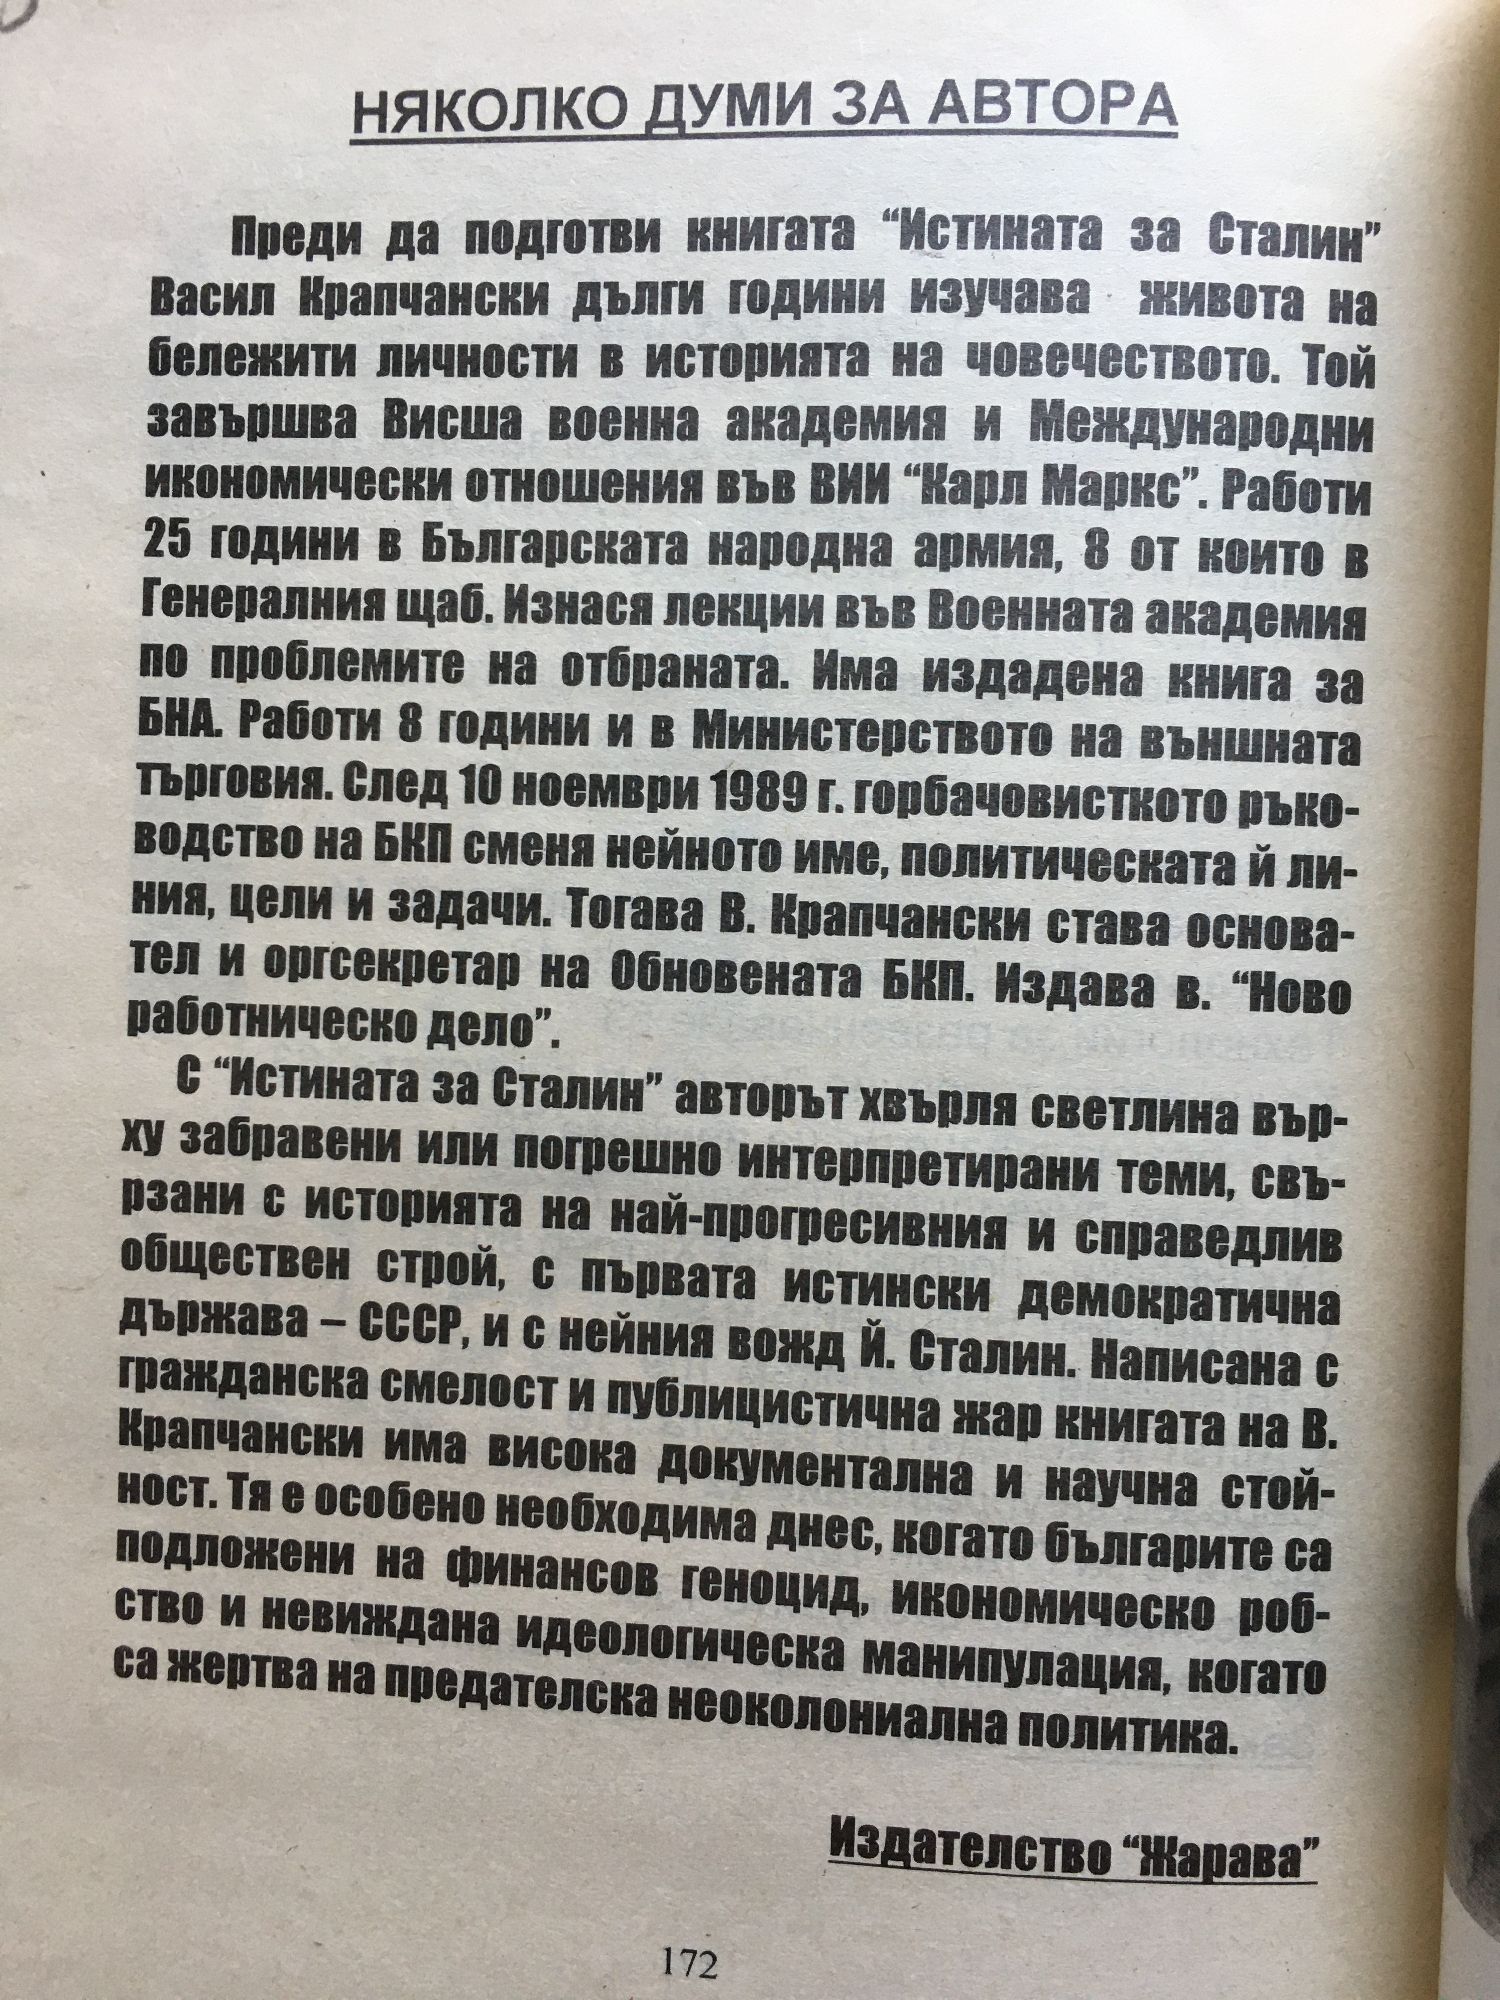 НЯКОЛКО ДУМИ ЗА АВТОРА
Преди да подготви книгата “Истината за Сталин”
Васил Крапчански дълги години изучава живота на
бележити личности в историята на човечеството. Той
завършва Висша военна академия и Международни
икономически отношения във ВИИ “Карл Маркс”. Работи
25 години в Българската народна армия, 8 от които в
Генералния щаб. Изнася лекции във Военната академия
по проблемите на отбраната. Има издадена книга за
БНА. Работи 8 години и в Министерството на външната
търговия. След 10 ноември 1989 г. горбачовисткото ръко-
водство на БКП сменя нейното име, политическата й ли-
ния, цели и задачи. Тогава В. Крапчански става основа-
тел и оргсекретар на Обновената БКП. Издава в. “Ново
работническо дело”.
С “Истината за Сталин” авторът хвърля светлина вър-
ху забравени или погрешно интерпретирани теми, свъ-
рзани с историята на най-прогресивния и справедлив
обществен строй, с първата истински демократична
държава – СССР, и с нейния вожд Й. Сталин. Написана с
гражданска смелост и публицистична жар книгата на В.
Крапчански има висока документална и научна стой-
ност. Тя е особено необходима днес, когато българите са
подложени на финансов геноцид, икономическо роб-
ство и невиждана идеологическа манипулация, когато
са жертва на предателска неоколониална политика.
Издателство “Жарава”
172